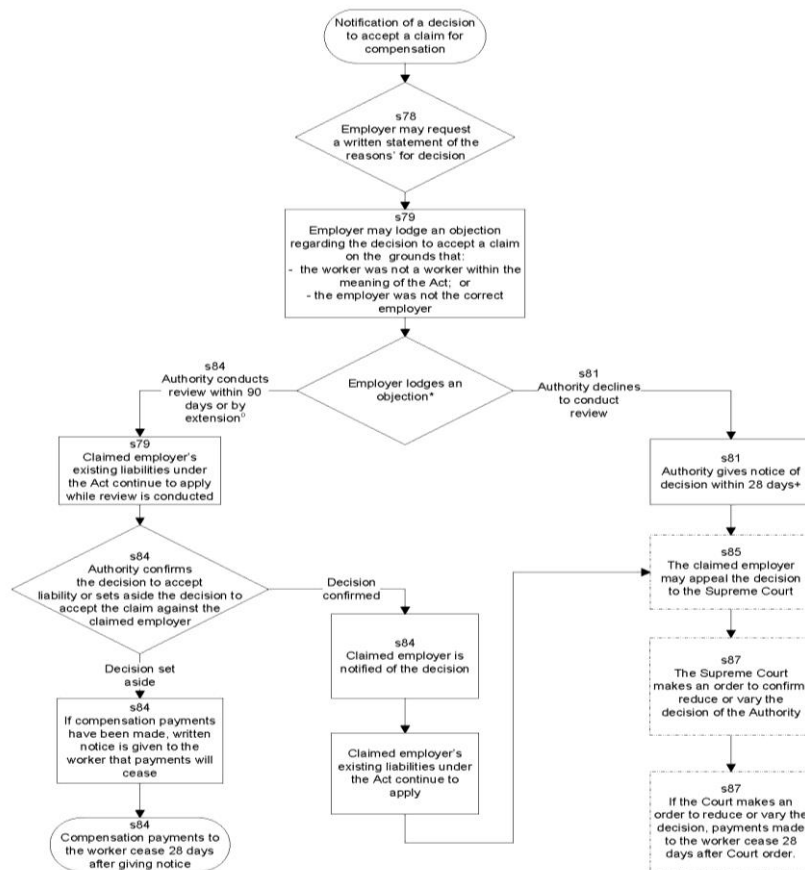 Notification of a decision
to accept a claim for
compensation
s78
Employer may request
a written statement of the
reasons' for decision
s79
Employer may lodge an objection
regarding the decision to accept a claim
on the grounds that:
- the worker was not a worker within the
meaning of the Act; or
- the employer was not the correct
employer
Employer lodges an
objection*
s84
Authority conducts
review within 90
days or by
extension°
s81
Authority declines
to conduct
review
s79
Claimed employer's
existing liabilities under
the Act continue to apply
while review is conducted
s81
Authority gives notice of
decision within 28 days+
s84
Authority confirms
the decision to accept
liability or sets aside the decision to
accept the claim against the
claimed employer
Decision
confirmed
s85
The claimed employer
may appeal the decision
to the Supreme Court
s84
Claimed employer is
notified of the decision
Decision set
aside
s87
The Supreme Court
makes an order to confirm
reduce or vary the
decision of the Authority
s84
If compensation payments
have been made, written
notice is given to the
worker that payments will
cease
Claimed employer's
existing liabilities under
the Act continue to
apply
s87
If the Court makes an
order to reduce or vary the
decision, payments made
to the worker cease 28
days after Court order.
s84
Compensation payments to
the worker cease 28 days
after giving notice